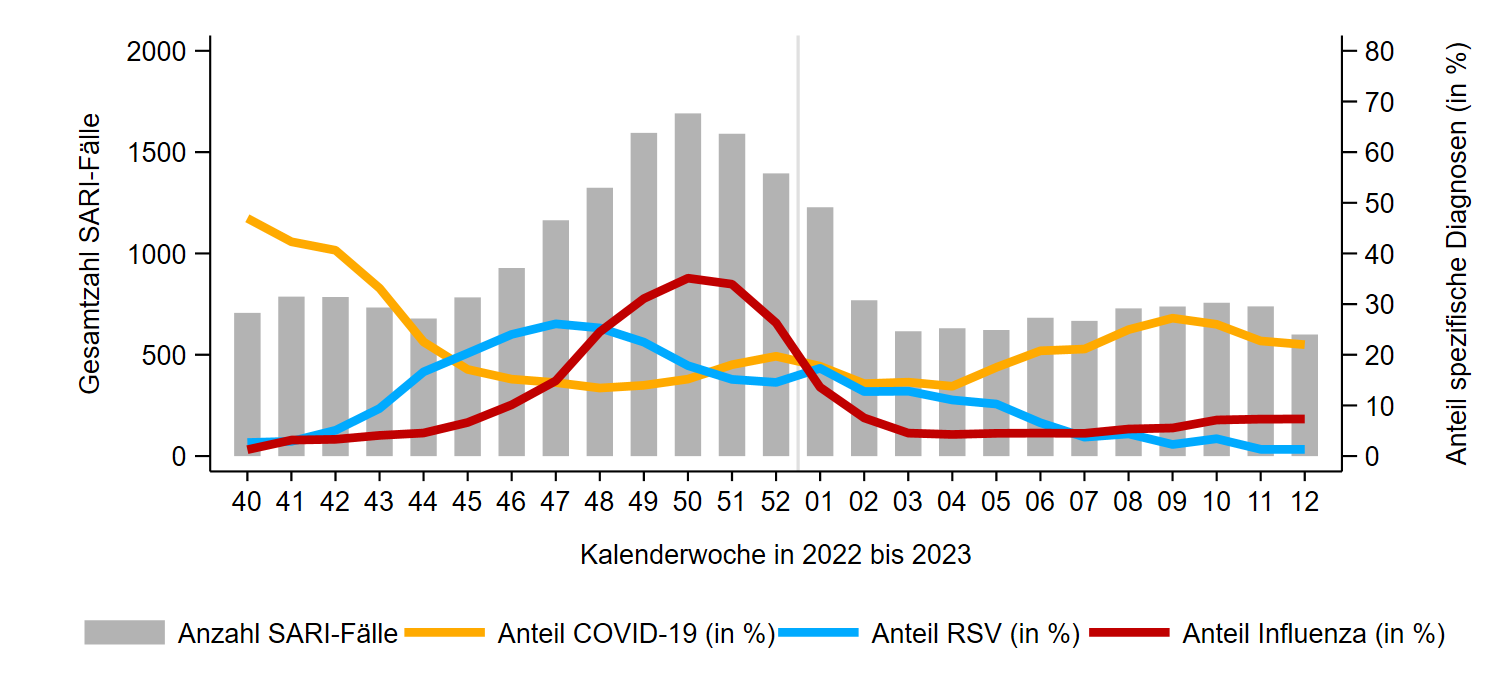 Gesamtzahl SARI-Fälle
2000
1500
1000
500
0
80
70
60
50
40
30
20
10
0
Anteil spezifische Diagnosen (in %)
40 41 42 43 44 45 46 47 48 49 50 51 52 01 02 03 04 05 06 07 08 09 10 11 12
Kalenderwoche in 2022 bis 2023
Anzahl SARI-Fälle Anteil COVID-19 (in %) Anteil RSV (in %) Anteil Influenza (in %)